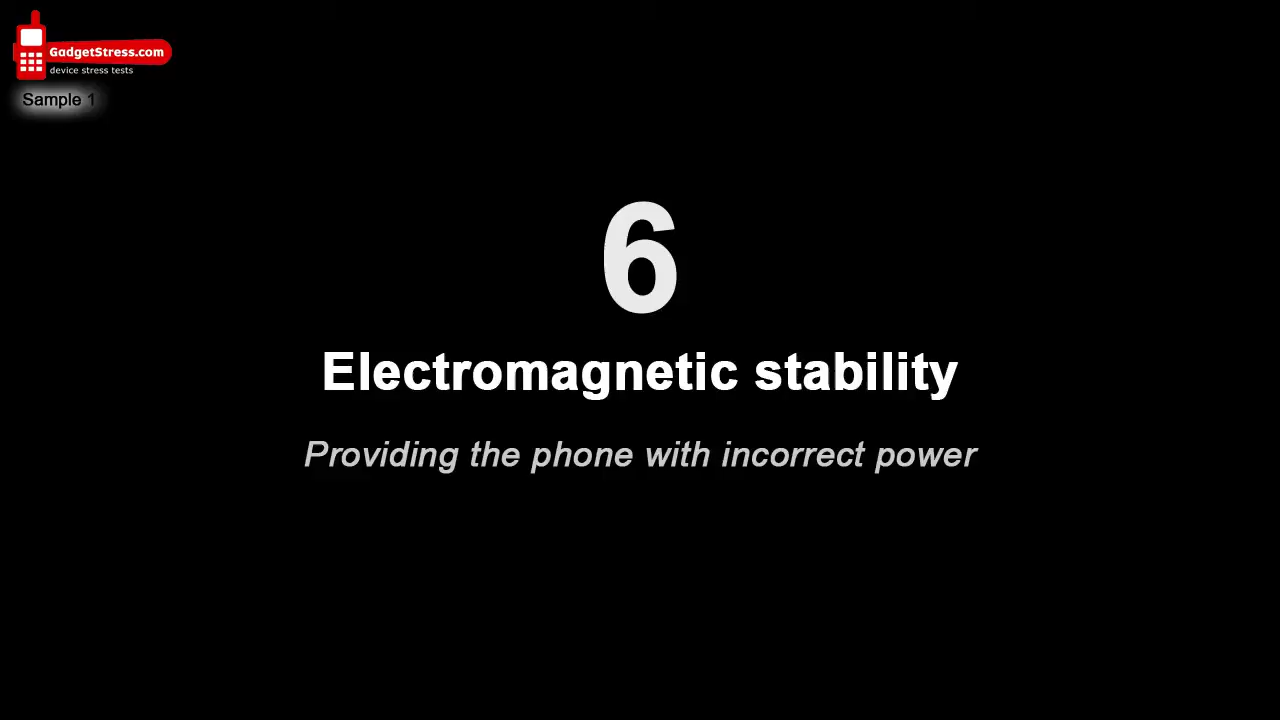 GadgetStress.com
device stress tests
Sample 1
6
Electromagnetic stability
Providing the phone with incorrect power